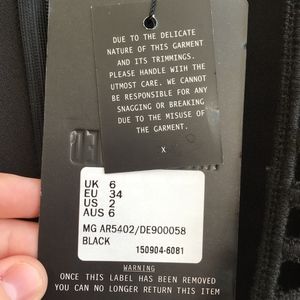 DUE TO THE DELICATE
NATURE OF THIS GARMENT
AND ITS TRIMMINGS.
PLEASE HANDLE WITH THE
UTMOST CARE. WE CANNOT
BE RESPONSIBLE FOR ANY
SNAGGING OR BREAKING
DUE TO THE MISUSE OF
THE GARMENT.
X
UK 6
EU 34
US 2
AUS 6
MG AR5402/DE900058
BLACK
150904-6081
WARNING
ONCE THIS LABEL HAS BEEN REMOVED
YOU CAN NO LONGER RETURN THIS ITEM